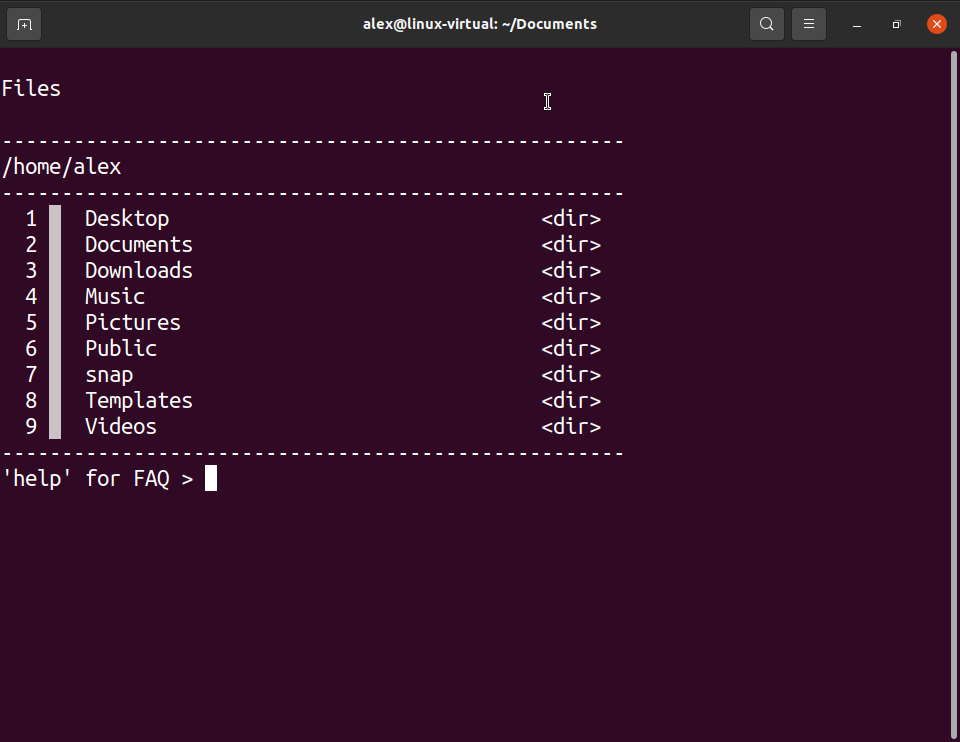 alex@linux-virtual: ~/Documents
Files
----------------------------------------------------
/home/alex
----------------------------------------------------
1 Desktop <dir>
2 Documents <dir>
3 Downloads <dir>
4 Music <dir>
5 Pictures <dir>
6 Public <dir>
7 snap <dir>
8 Templates <dir>
9 Videos <dir>
----------------------------------------------------
'help' for FAQ >